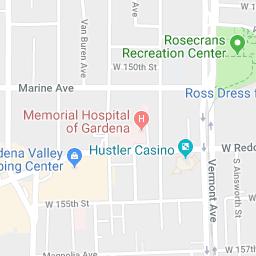 Van Buren Ave
Rosecrans
Recreation Center
W 150th St
Marine Ave
Ross Dress f
Memorial Hospital
of Gardena
H
W Redo
Hustler Casino
dena Valley
ping Center
Vermont Ave
S Ainsworth St
W 155th St
W 157th
Magnolia Ave